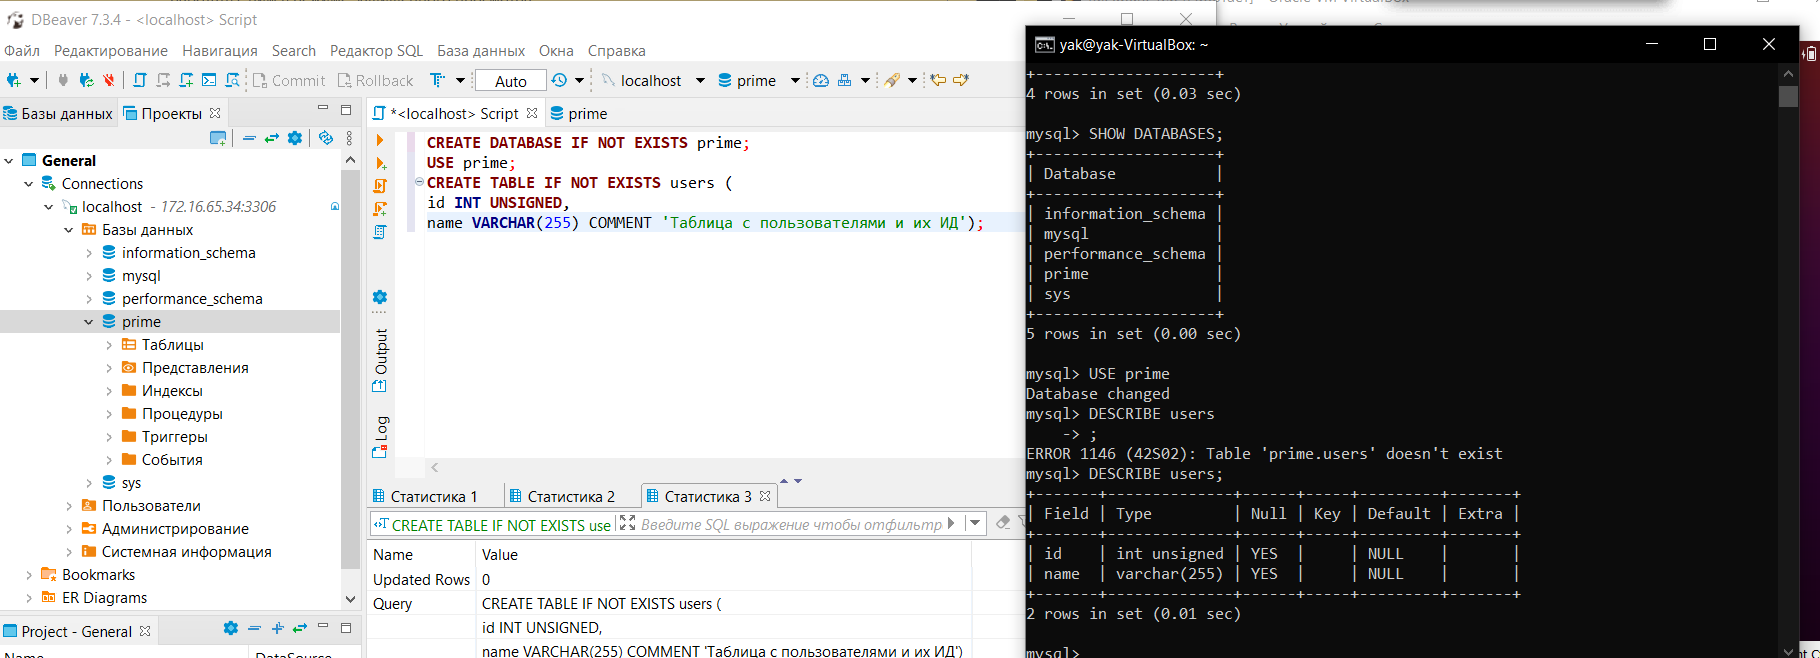 DBeaver 7.3.4 - <localhost> Script
Файл Редактирование Навигация Search Редактор SQL База данных Окна Справка
Commit Rollback Auto localhost prime
Базы данных Проекты
General
Connections
localhost - 172.16.65.34:3306
Базы данных
information_schema
mysql
performance_schema
prime
Таблицы
Представления
Индексы
Процедуры
Триггеры
События
sys
Пользователи
Администрирование
Системная информация
Bookmarks
ER Diagrams
Project - General
Name DataSource
*<localhost> Script prime
CREATE DATABASE IF NOT EXISTS prime;
USE prime;
CREATE TABLE IF NOT EXISTS users (
id INT UNSIGNED,
name VARCHAR(255) COMMENT 'Таблица с пользователями и их ИД');
Output
Log
Статистика 1 Статистика 2 Статистика 3
CREATE TABLE IF NOT EXISTS use Введите SQL выражение чтобы отфильтр
Name Value
Updated Rows 0
Query CREATE TABLE IF NOT EXISTS users (
id INT UNSIGNED,
name VARCHAR(255) COMMENT 'Таблица с пользователями и их ИД')
yak@yak-VirtualBox: ~
+--------------------+
4 rows in set (0.03 sec)
mysql> SHOW DATABASES;
+--------------------+
| Database           |
+--------------------+
| information_schema |
| mysql              |
| performance_schema |
| prime              |
| sys                |
+--------------------+
5 rows in set (0.00 sec)
mysql> USE prime
Database changed
mysql> DESCRIBE users
    -> ;
ERROR 1146 (42S02): Table 'prime.users' doesn't exist
mysql> DESCRIBE users;
+-------+--------------+------+-----+---------+-------+
| Field | Type         | Null | Key | Default | Extra |
+-------+--------------+------+-----+---------+-------+
| id    | int unsigned | YES  |     | NULL    |       |
| name  | varchar(255) | YES  |     | NULL    |       |
+-------+--------------+------+-----+---------+-------+
2 rows in set (0.01 sec)
mysql>